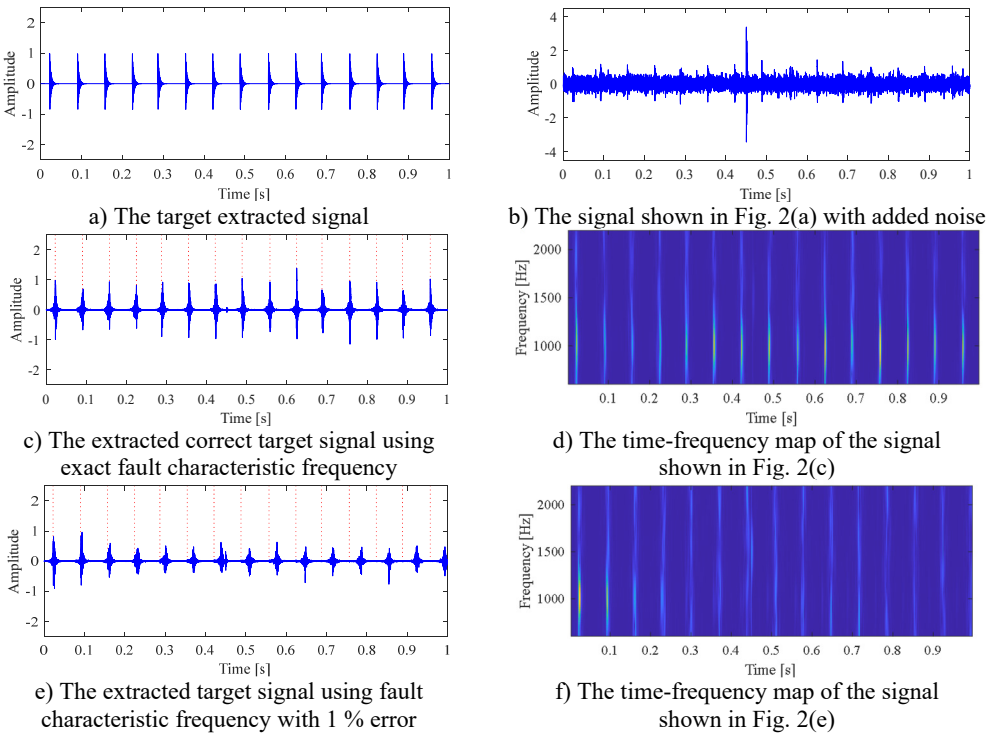 2
1
0
-1
-2
Amplitude
0 0.1 0.2 0.3 0.4 0.5 0.6 0.7 0.8 0.9 1
Time [s]
a) The target extracted signal
4
2
0
-2
-4
Amplitude
0 0.1 0.2 0.3 0.4 0.5 0.6 0.7 0.8 0.9 1
Time [s]
b) The signal shown in Fig. 2(a) with added noise
2
1
0
-1
-2
Amplitude
0 0.1 0.2 0.3 0.4 0.5 0.6 0.7 0.8 0.9 1
Time [s]
c) The extracted correct target signal using
exact fault characteristic frequency
2000
1500
1000
Frequency [Hz]
0.1 0.2 0.3 0.4 0.5 0.6 0.7 0.8 0.9
Time [s]
d) The time-frequency map of the signal
shown in Fig. 2(c)
2
1
0
-1
-2
Amplitude
0 0.1 0.2 0.3 0.4 0.5 0.6 0.7 0.8 0.9 1
Time [s]
e) The extracted target signal using fault
characteristic frequency with 1 % error
2000
1500
1000
Frequency [Hz]
0.1 0.2 0.3 0.4 0.5 0.6 0.7 0.8 0.9
Time [s]
f) The time-frequency map of the signal
shown in Fig. 2(e)